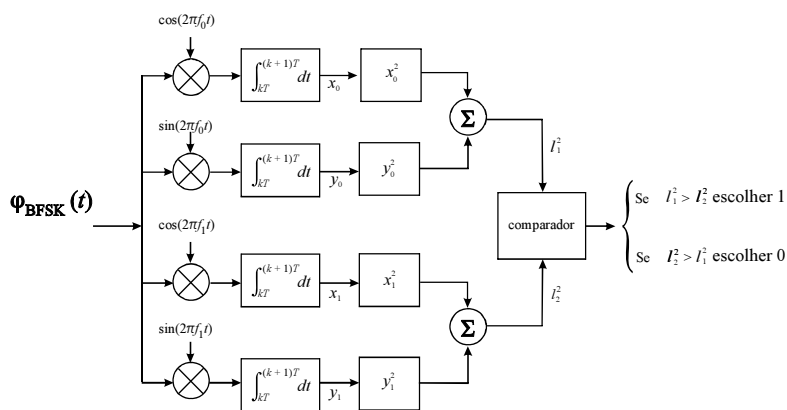 cos(2πf₀t)
∫_{kT}^{(k+1)T} dt
x₀
x₀²
sin(2πf₀t)
∫_{kT}^{(k+1)T} dt
y₀
y₀²
Σ
l₁²
φ_BFSK(t)
comparador
Se l₁² > l₂² escolher 1
Se l₂² > l₁² escolher 0
cos(2πf₁t)
∫_{kT}^{(k+1)T} dt
x₁
x₁²
sin(2πf₁t)
∫_{kT}^{(k+1)T} dt
y₁
y₁²
Σ
l₂²